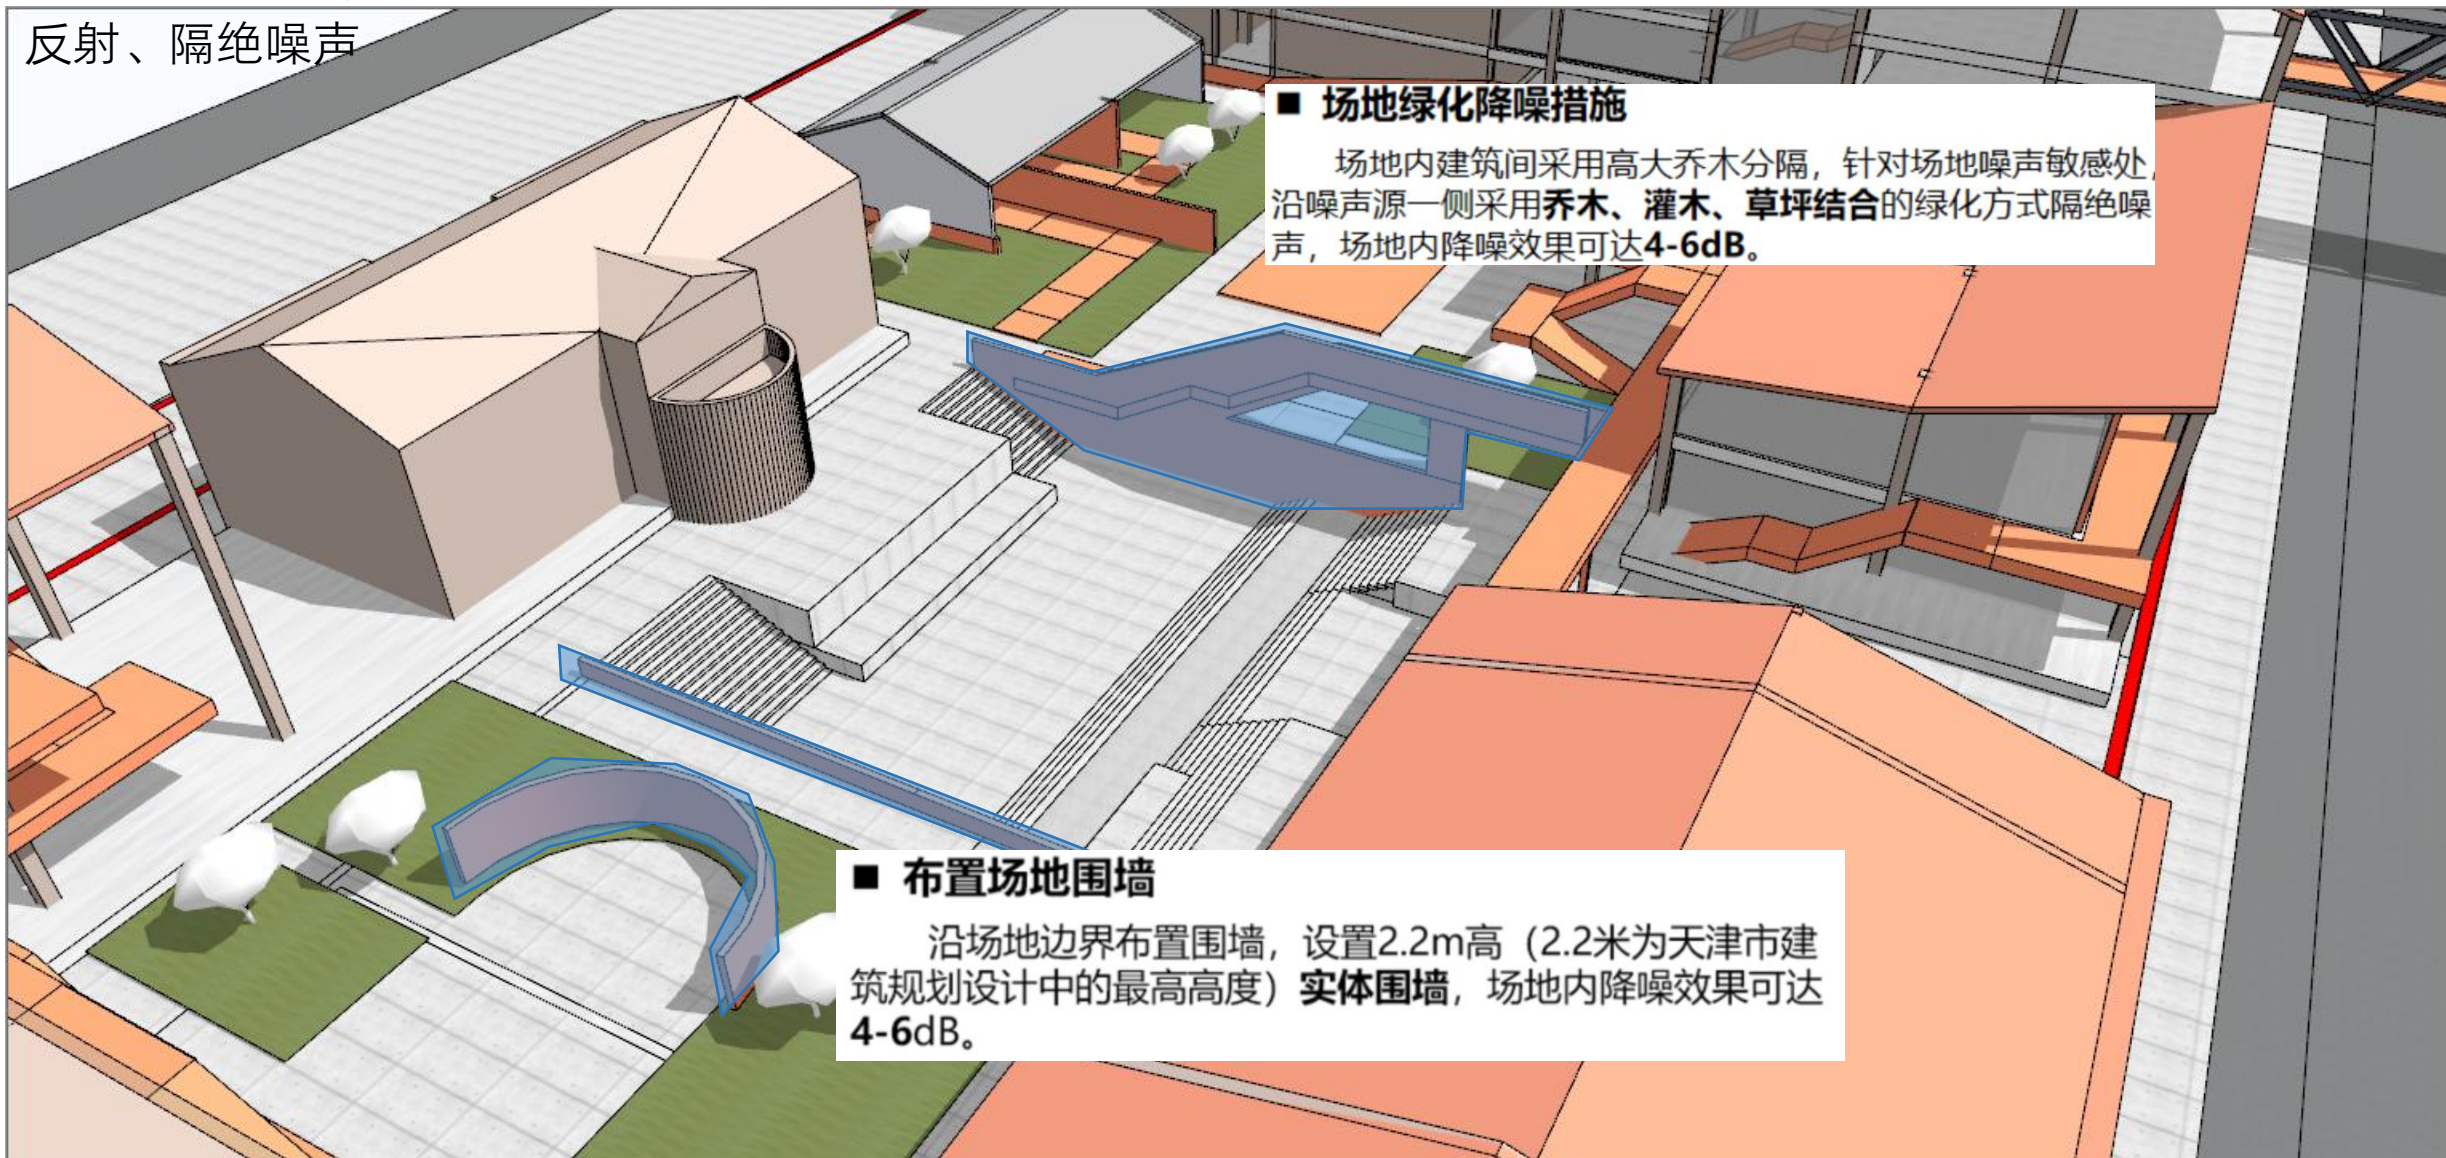 反射、隔绝噪声
■ 场地绿化降噪措施
场地内建筑间采用高大乔木分隔，针对场地噪声敏感处，
沿噪声源一侧采用乔木、灌木、草坪结合的绿化方式隔绝噪
声，场地内降噪效果可达4-6dB。
■ 布置场地围墙
沿场地边界布置围墙，设置2.2m高（2.2米为天津市建
筑规划设计中的最高高度）实体围墙，场地内降噪效果可达
4-6dB。